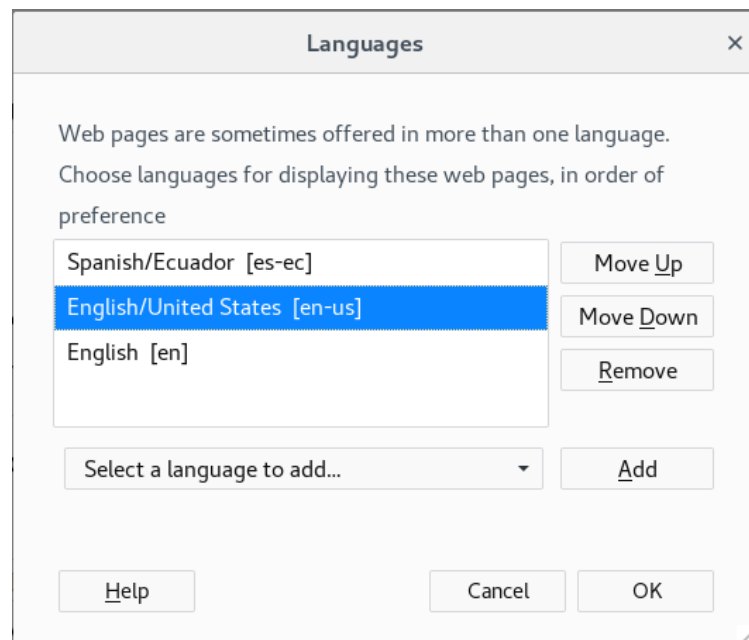 Languages
Web pages are sometimes offered in more than one language.
Choose languages for displaying these web pages, in order of
preference
Spanish/Ecuador [es-ec]
Move Up
English/United States [en-us]
Move Down
English [en]
Remove
Select a language to add...
Add
Help
Cancel
OK